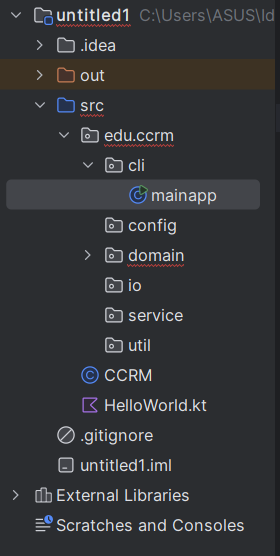 untitled1 C:\Users\ASUS\Id
.idea
out
src
edu.ccrm
cli
mainapp
config
domain
io
service
util
CCRM
HelloWorld.kt
.gitignore
untitled1.iml
External Libraries
Scratches and Consoles